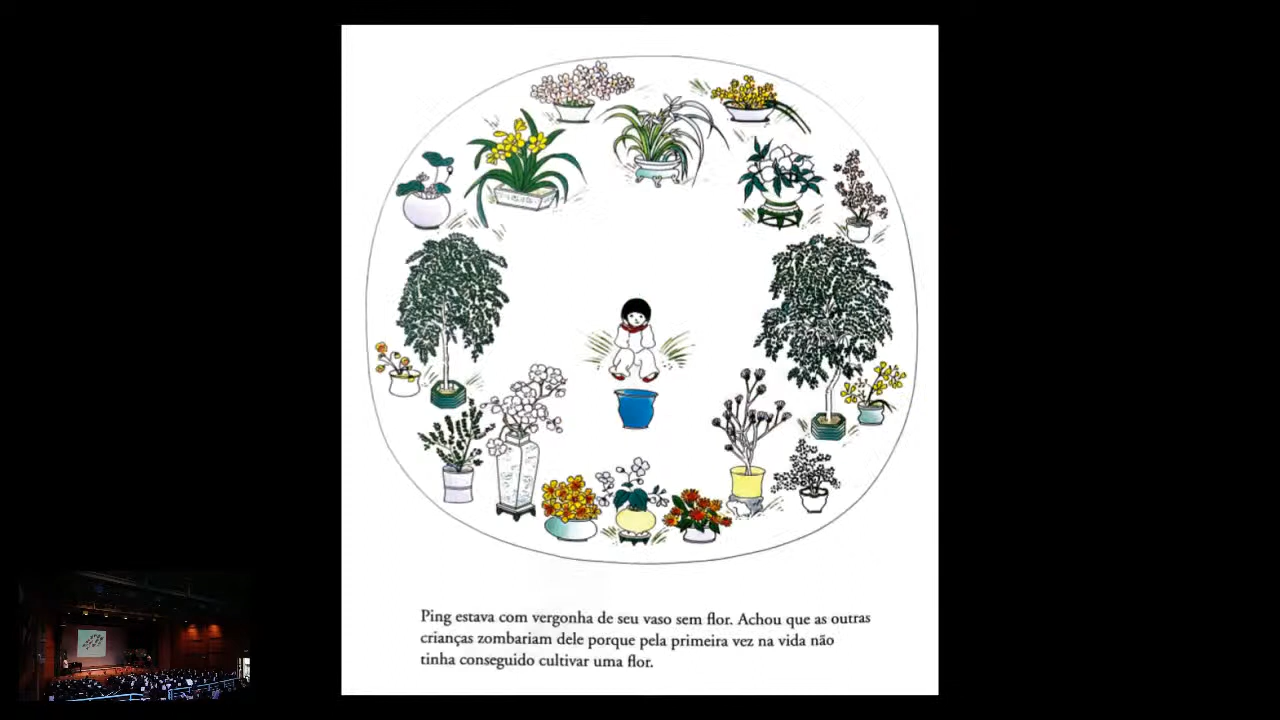 Ping estava com vergonha de seu vaso sem flor. Achou que as outras
crianças zombariam dele porque pela primeira vez na vida não
tinha conseguido cultivar uma flor.